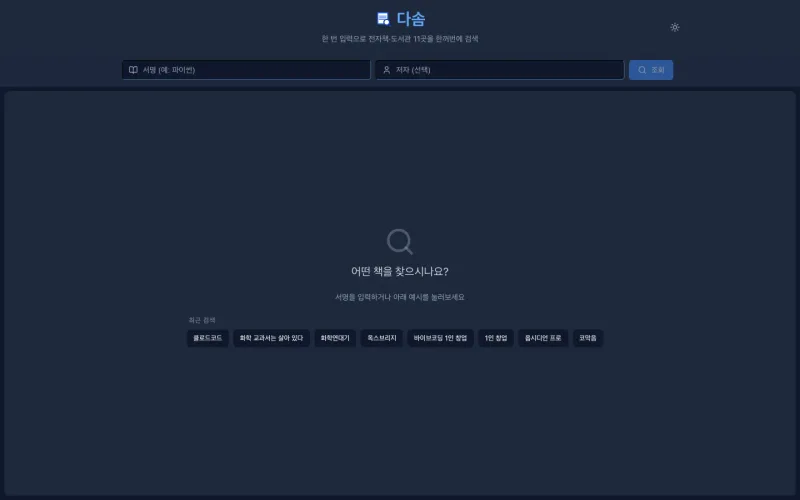 다솜
한 번 입력으로 전자책·도서관 11곳을 한꺼번에 검색
서명 (예: 파이썬)
저자 (선택)
조회
어떤 책을 찾으시나요?
서명을 입력하거나 아래 예시를 눌러보세요
최근 검색
클로드코드
화학 교과서는 살아 있다
화학연대기
옥스브리지
바이브코딩 1인 창업
1인 창업
옵시디언 프로
코믹음